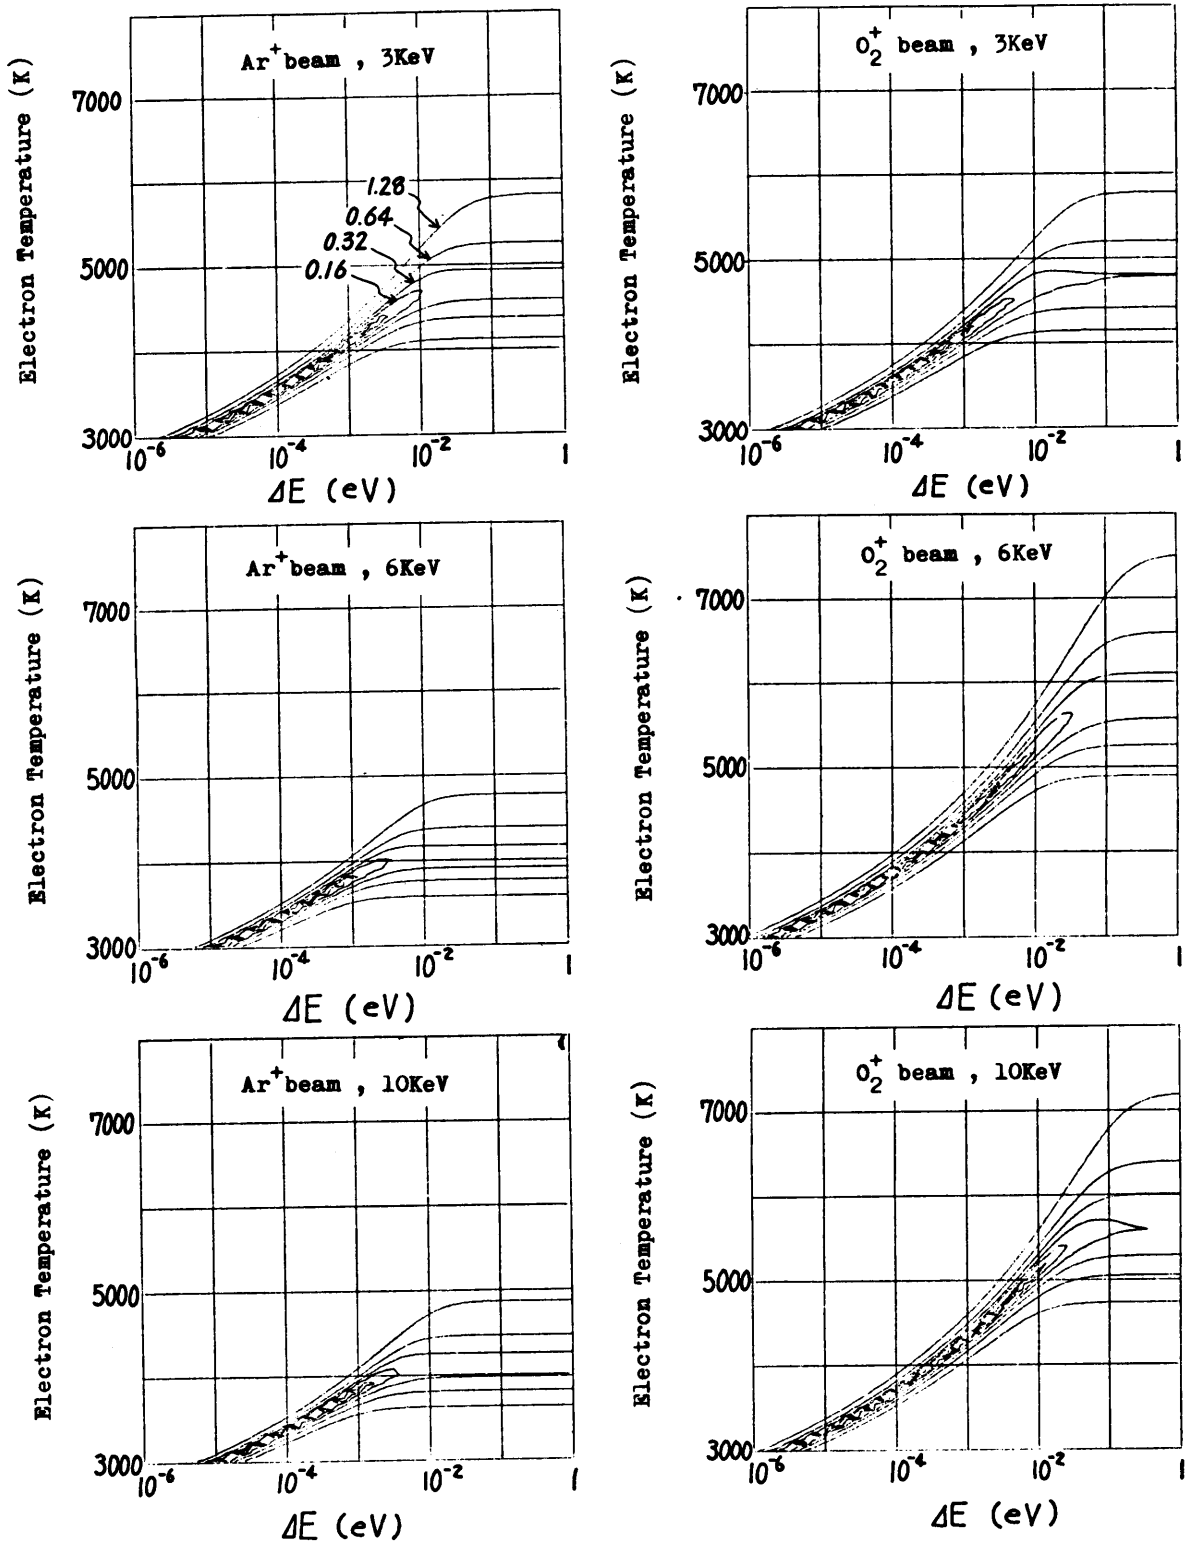 Ar+ beam , 3KeV
Electron Temperature (K)
7000
5000
3000
1.28
0.64
0.32
0.16
10-6
10-4
10-2
1
ΔE (eV)
O2+ beam , 3KeV
Electron Temperature (K)
7000
5000
3000
10-6
10-4
10-2
1
ΔE (eV)
Ar+ beam , 6KeV
Electron Temperature (K)
7000
5000
3000
10-6
10-4
10-2
1
ΔE (eV)
O2+ beam , 6KeV
Electron Temperature (K)
7000
5000
3000
10-6
10-4
10-2
1
ΔE (eV)
Ar+ beam , 10KeV
Electron Temperature (K)
7000
5000
3000
10-6
10-4
10-2
1
ΔE (eV)
O2+ beam , 10KeV
Electron Temperature (K)
7000
5000
3000
10-6
10-4
10-2
1
ΔE (eV)